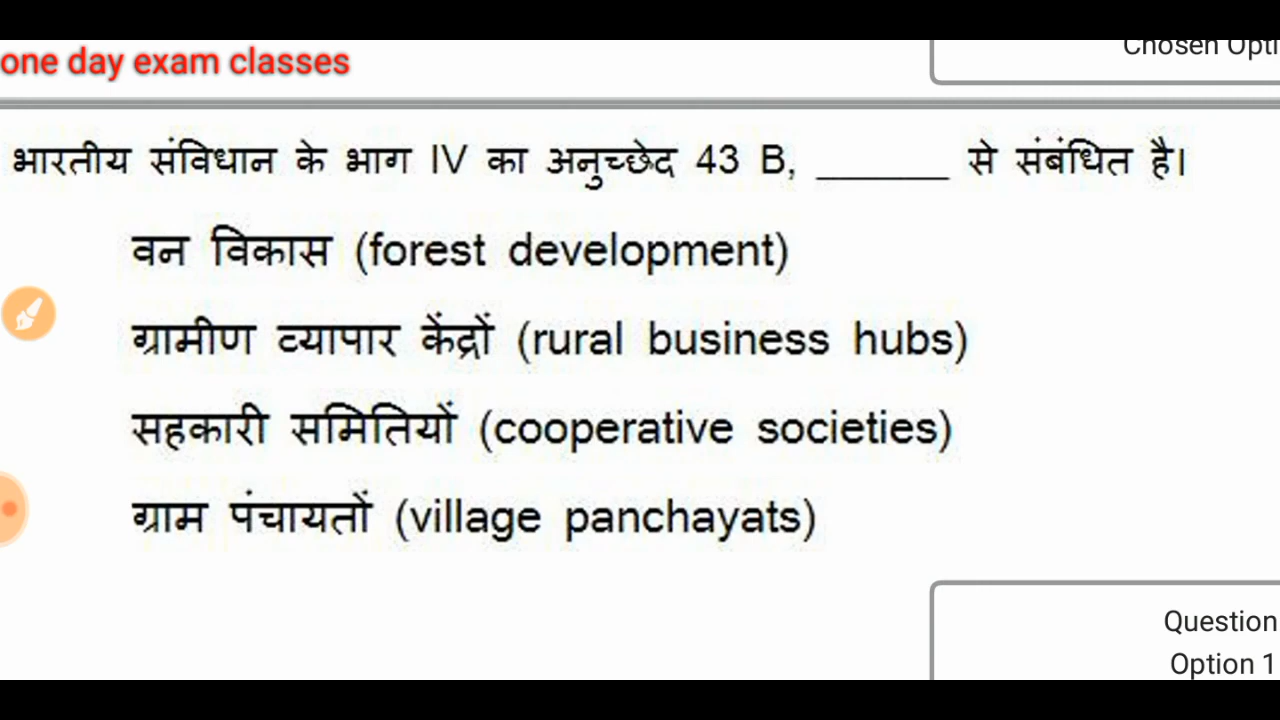 one day exam classes
Chosen Opti
भारतीय संविधान के भाग IV का अनुच्छेद 43 B, ______ से संबंधित है।
वन विकास (forest development)
ग्रामीण व्यापार केंद्रों (rural business hubs)
सहकारी समितियों (cooperative societies)
ग्राम पंचायतों (village panchayats)
Question
Option 1